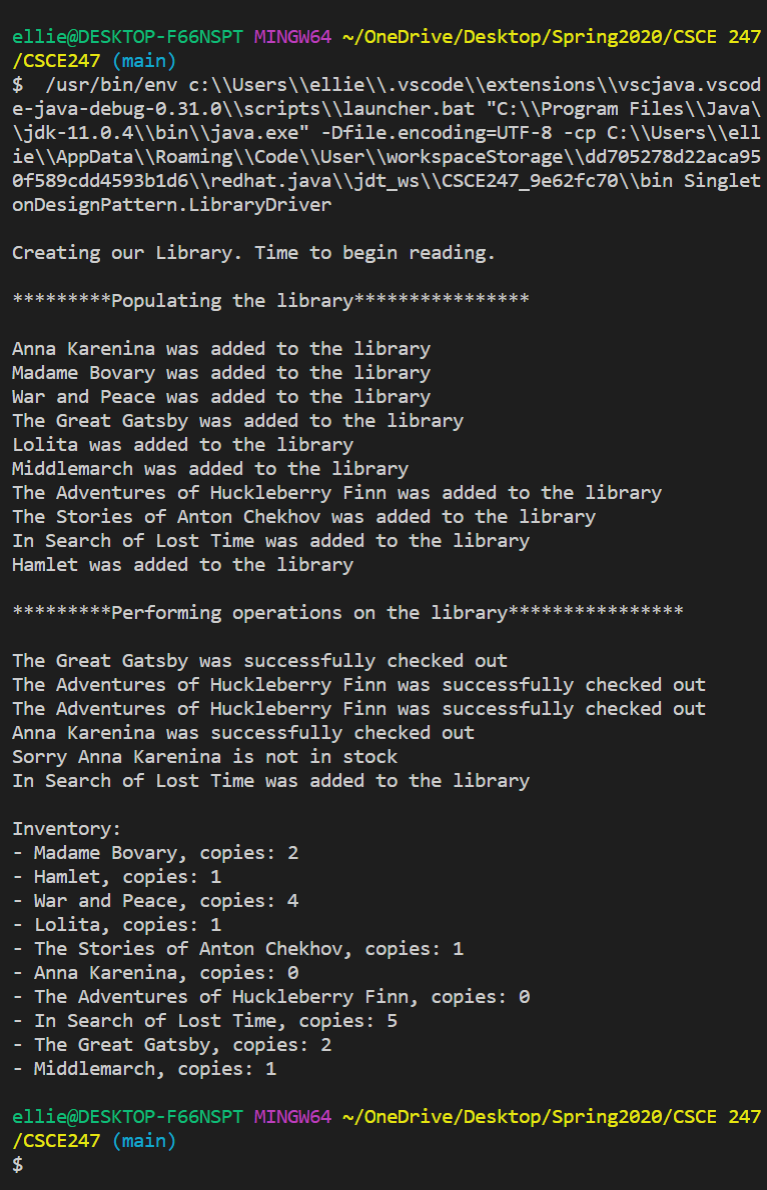 ellie@DESKTOP-F66NSPT MINGW64 ~/OneDrive/Desktop/Spring2020/CSCE 247
/CSCE247 (main)
$  /usr/bin/env c:\\Users\\ellie\\.vscode\\extensions\\vscjava.vscod
e-java-debug-0.31.0\\scripts\\launcher.bat "C:\\Program Files\\Java\
\jdk-11.0.4\\bin\\java.exe" -Dfile.encoding=UTF-8 -cp C:\\Users\\ell
ie\\AppData\\Roaming\\Code\\User\\workspaceStorage\\dd705278d22aca95
0f589cdd4593b1d6\\redhat.java\\jdt_ws\\CSCE247_9e62fc70\\bin Singlet
onDesignPattern.LibraryDriver
Creating our Library. Time to begin reading.
*********Populating the library****************
Anna Karenina was added to the library
Madame Bovary was added to the library
War and Peace was added to the library
The Great Gatsby was added to the library
Lolita was added to the library
Middlemarch was added to the library
The Adventures of Huckleberry Finn was added to the library
The Stories of Anton Chekhov was added to the library
In Search of Lost Time was added to the library
Hamlet was added to the library
*********Performing operations on the library****************
The Great Gatsby was successfully checked out
The Adventures of Huckleberry Finn was successfully checked out
The Adventures of Huckleberry Finn was successfully checked out
Anna Karenina was successfully checked out
Sorry Anna Karenina is not in stock
In Search of Lost Time was added to the library
Inventory:
- Madame Bovary, copies: 2
- Hamlet, copies: 1
- War and Peace, copies: 4
- Lolita, copies: 1
- The Stories of Anton Chekhov, copies: 1
- Anna Karenina, copies: 0
- The Adventures of Huckleberry Finn, copies: 0
- In Search of Lost Time, copies: 5
- The Great Gatsby, copies: 2
- Middlemarch, copies: 1
ellie@DESKTOP-F66NSPT MINGW64 ~/OneDrive/Desktop/Spring2020/CSCE 247
/CSCE247 (main)
$